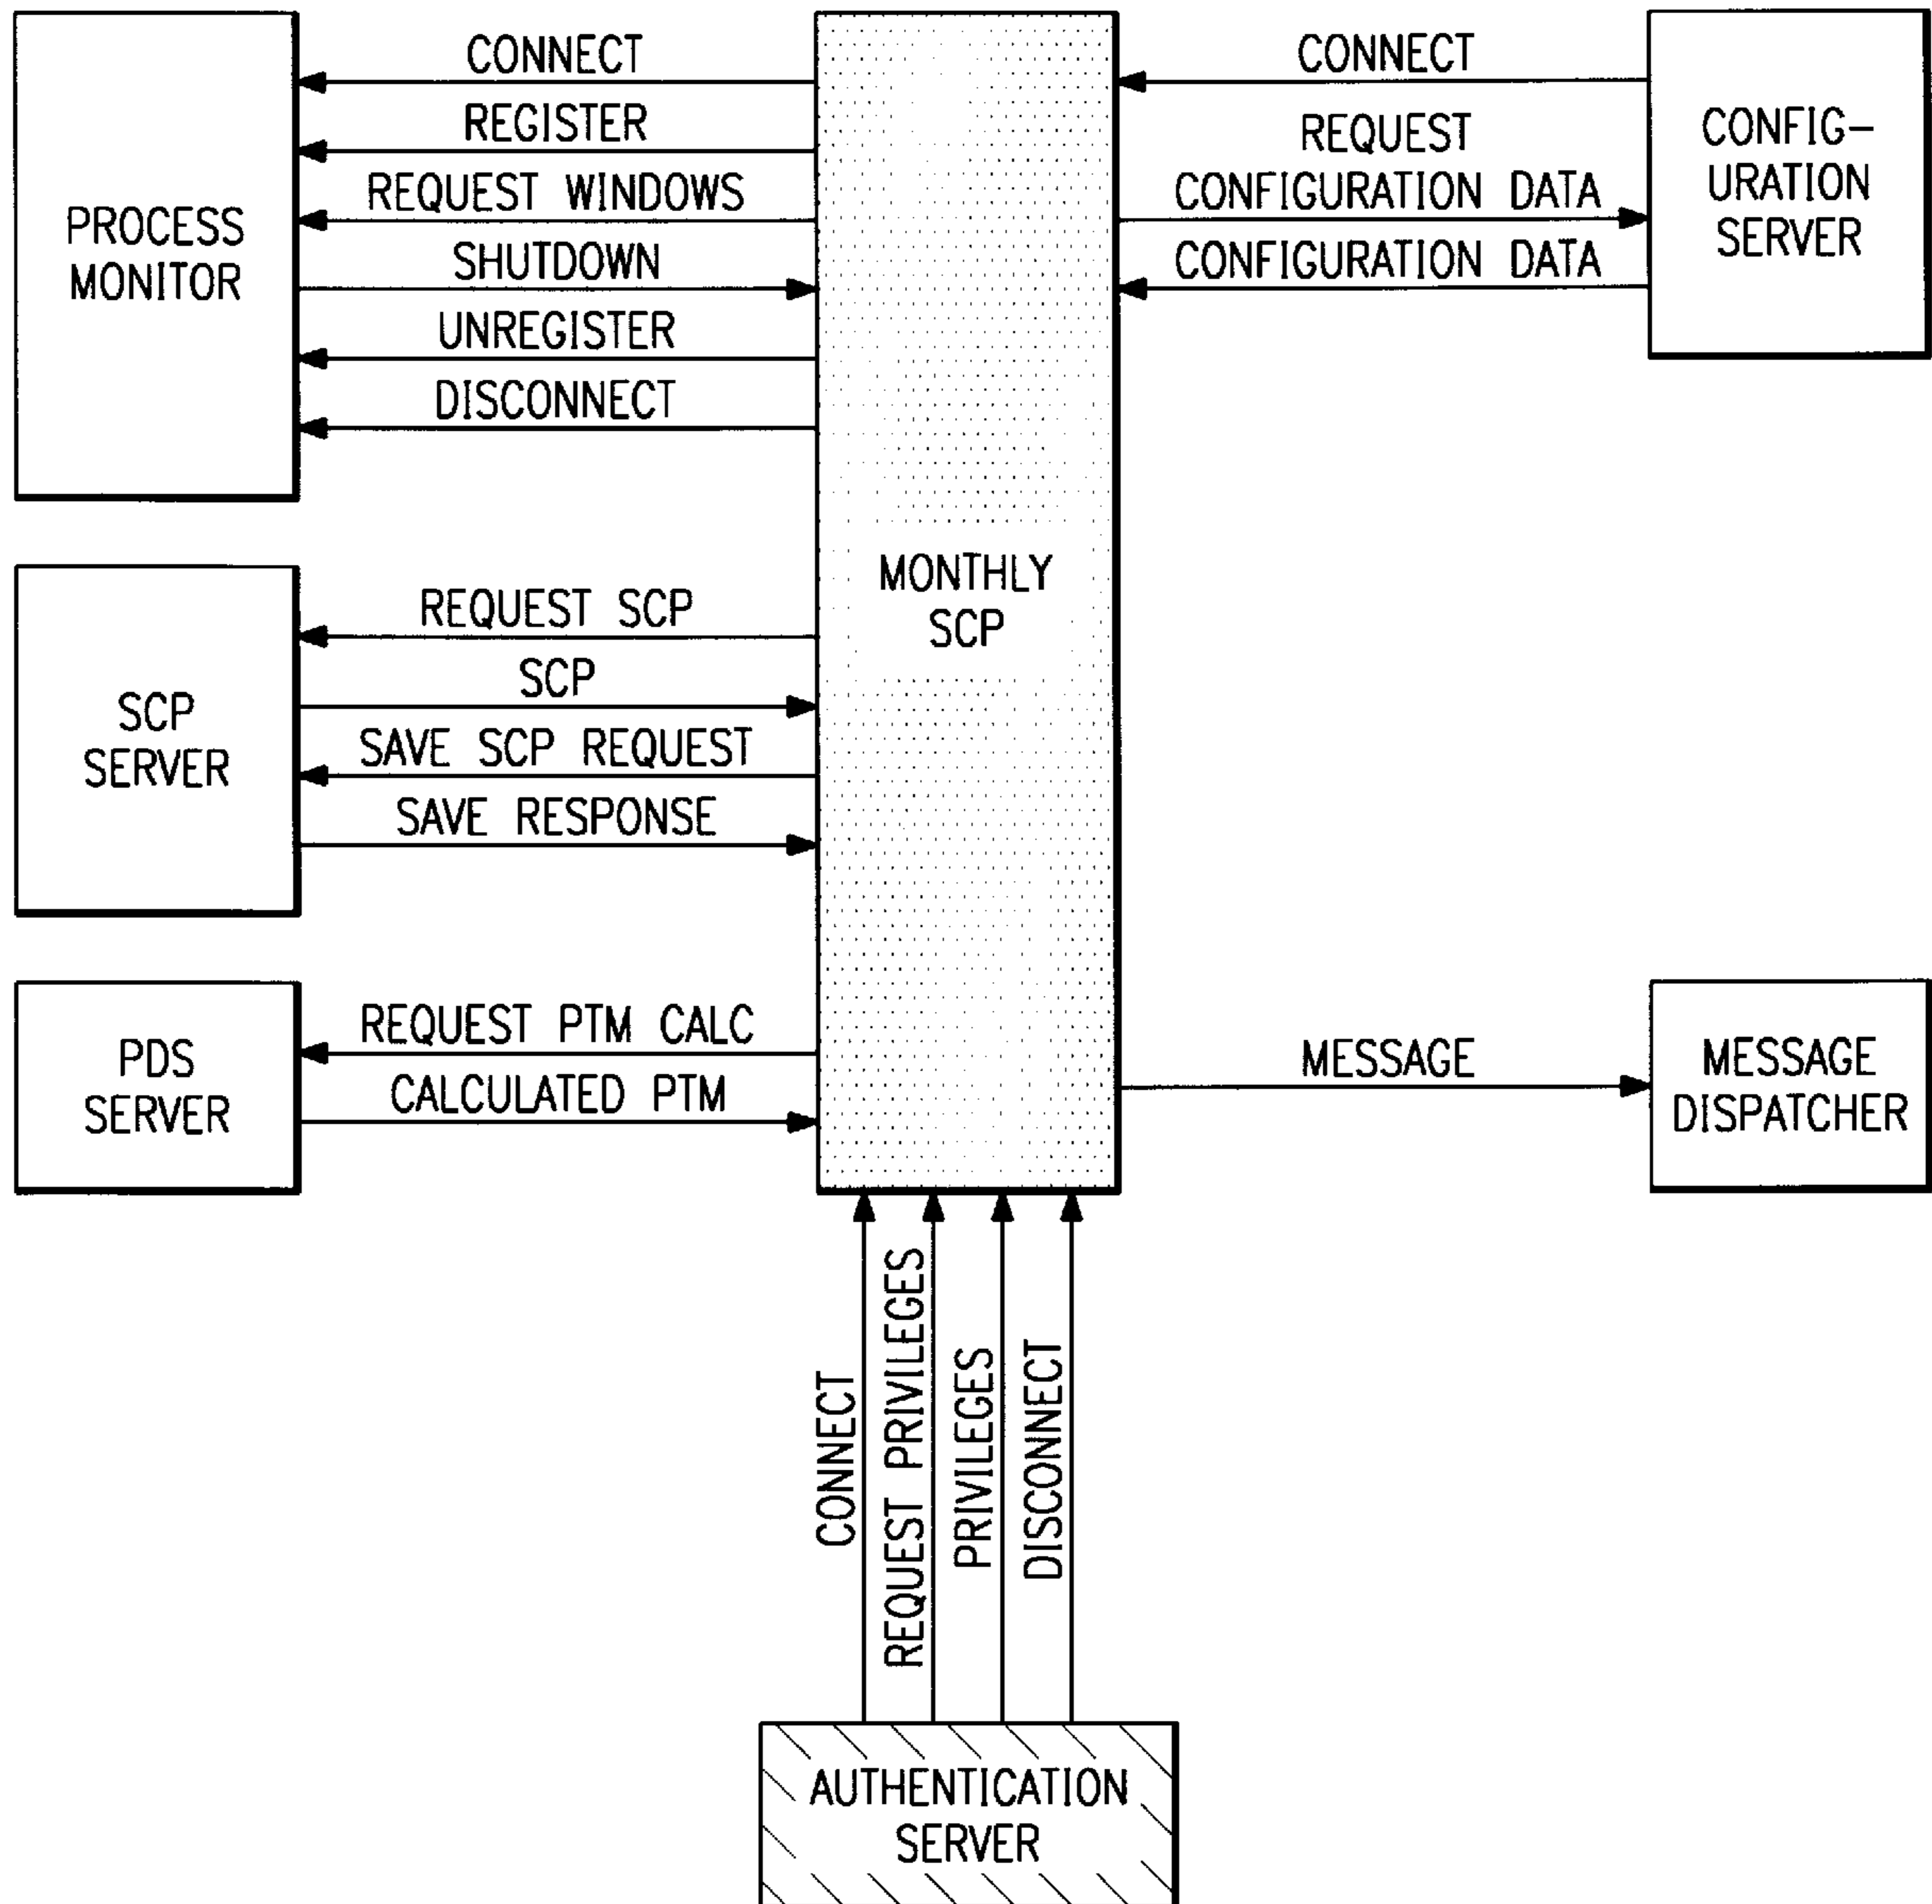 PROCESS
MONITOR
CONNECT
REGISTER
REQUEST WINDOWS
SHUTDOWN
UNREGISTER
DISCONNECT
MONTHLY
SCP
CONNECT
REQUEST
CONFIGURATION DATA
CONFIGURATION DATA
CONFIG-
URATION
SERVER
SCP
SERVER
REQUEST SCP
SCP
SAVE SCP REQUEST
SAVE RESPONSE
PDS
SERVER
REQUEST PTM CALC
CALCULATED PTM
MESSAGE
MESSAGE
DISPATCHER
CONNECT
REQUEST PRIVILEGES
PRIVILEGES
DISCONNECT
AUTHENTICATION
SERVER